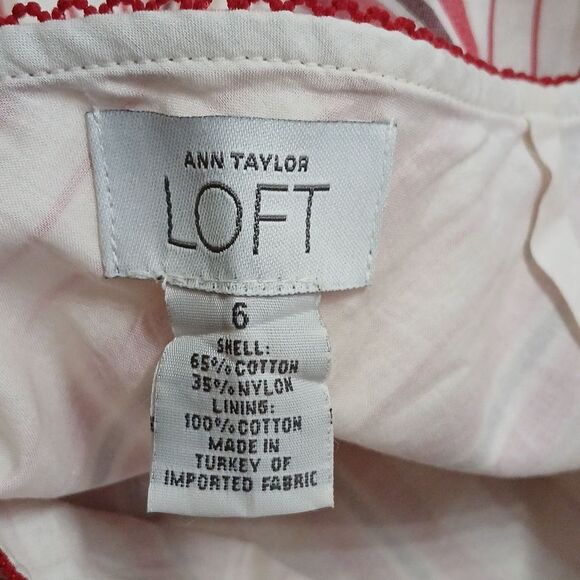 ANN TAYLOR
LOFT
6
SHELL:
65% COTTON
35% NYLON
LINING:
100% COTTON
MADE IN
TURKEY OF
IMPORTED FABRIC